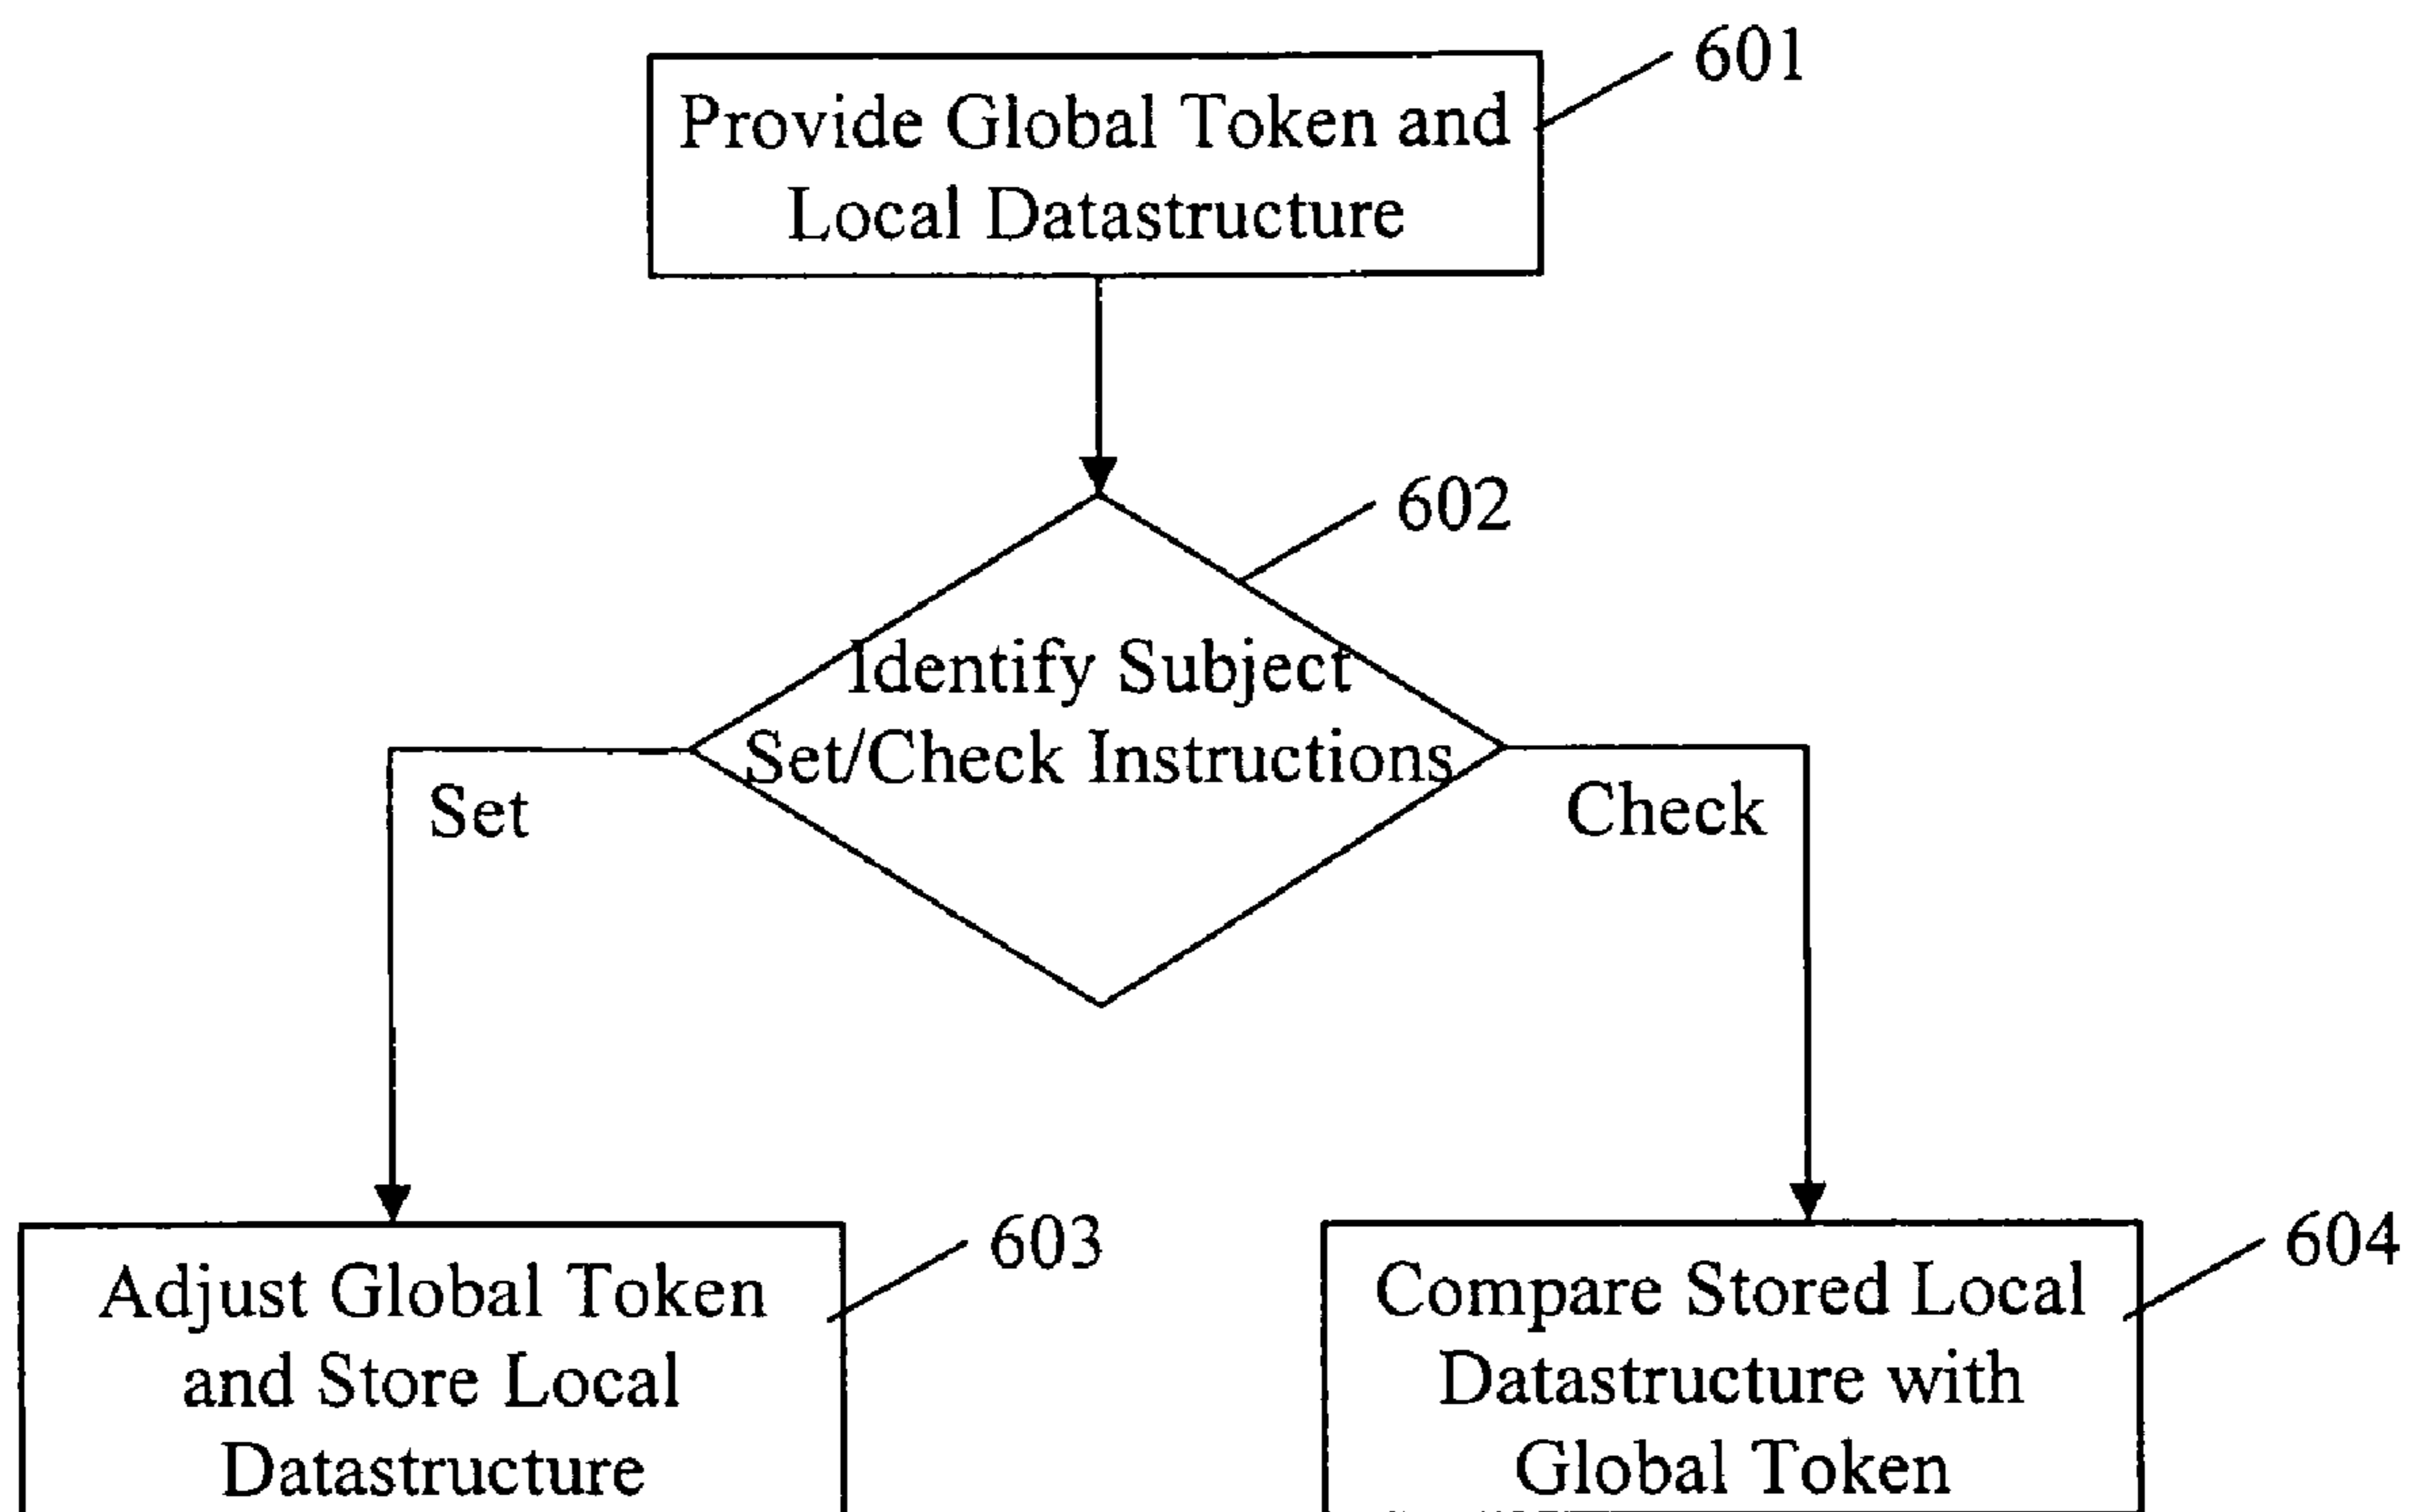 601
Provide Global Token and
Local Datastructure
602
Identify Subject
Set/Check Instructions
Set
Check
603
Adjust Global Token
and Store Local
Datastructure
604
Compare Stored Local
Datastructure with
Global Token